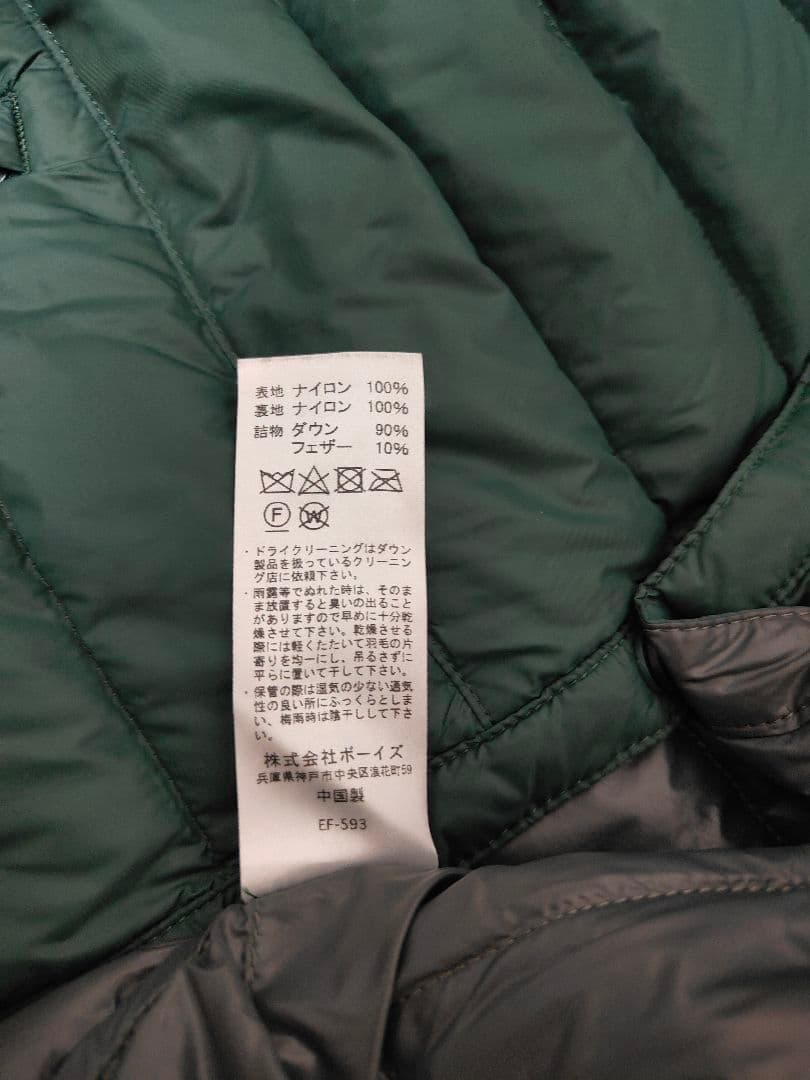 表地 ナイロン 100%
裏地 ナイロン 100%
詰物 ダウン 90%
フェザー 10%
F W
・ドライクリーニングはダウン
製品を扱っているクリーニン
グ店に依頼下さい。
・雨露等でぬれた時は、そのま
ま放置すると臭いの出ること
がありますので早めに十分乾
燥させて下さい。乾燥させる
際には軽くたたいて羽毛の片
寄りを均一にし、吊るさずに
平らに置いて干して下さい。
・保管の際は湿気の少ない通気
性の良い所にふっくらとしま
い、梅雨時は陰干しして下さ
い。
株式会社ボーイズ
兵庫県神戸市中央区浪花町59
中国製
EF-593